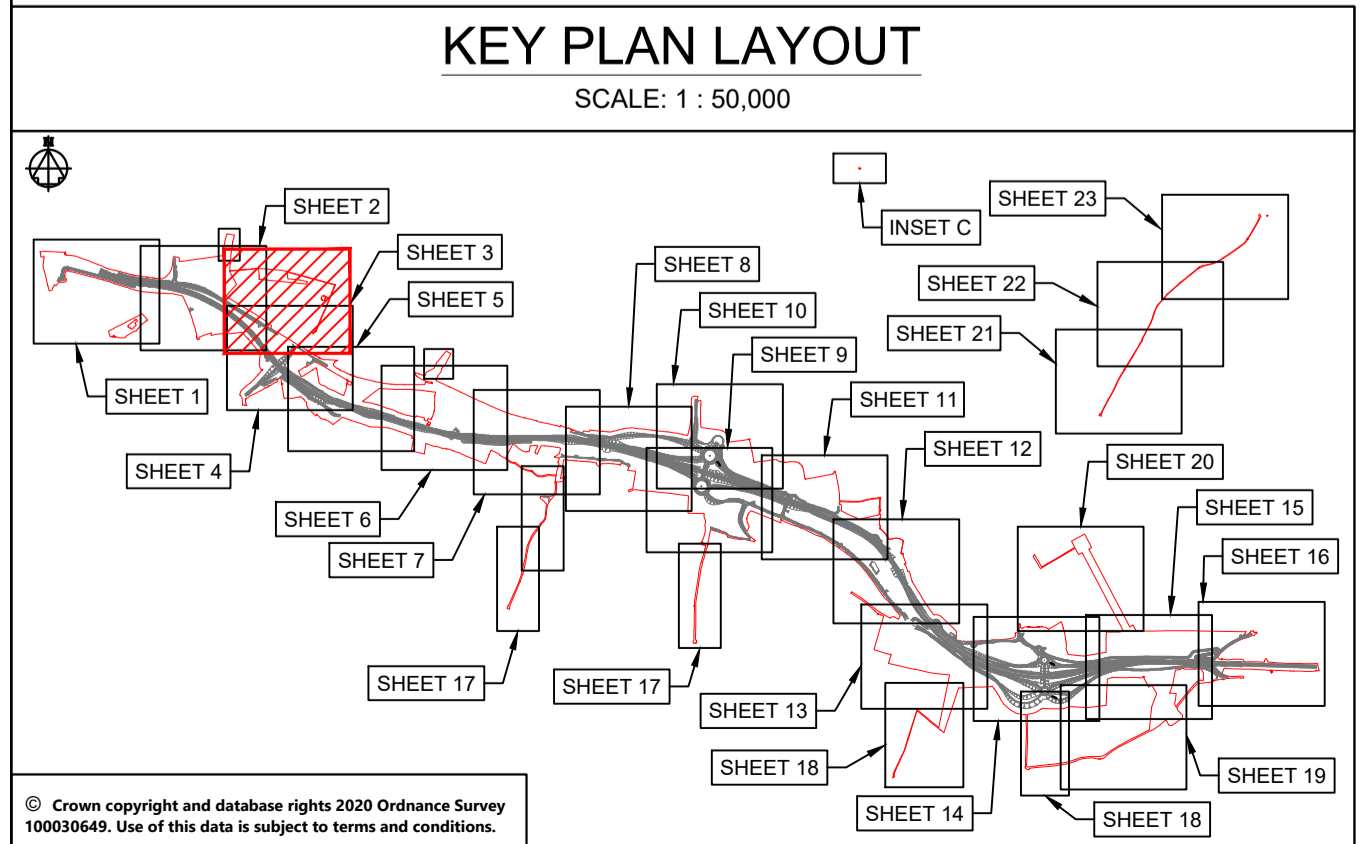 KEY PLAN LAYOUT
SCALE: 1 : 50,000
N
INSET C
SHEET 23
SHEET 2
SHEET 3
SHEET 8
SHEET 22
SHEET 5
SHEET 10
SHEET 21
SHEET 9
SHEET 1
SHEET 11
SHEET 12
SHEET 4
SHEET 20
SHEET 15
SHEET 6
SHEET 16
SHEET 7
SHEET 17
SHEET 17
SHEET 13
SHEET 18
SHEET 19
SHEET 14
SHEET 18
© Crown copyright and database rights 2020 Ordnance Survey
100030649. Use of this data is subject to terms and conditions.